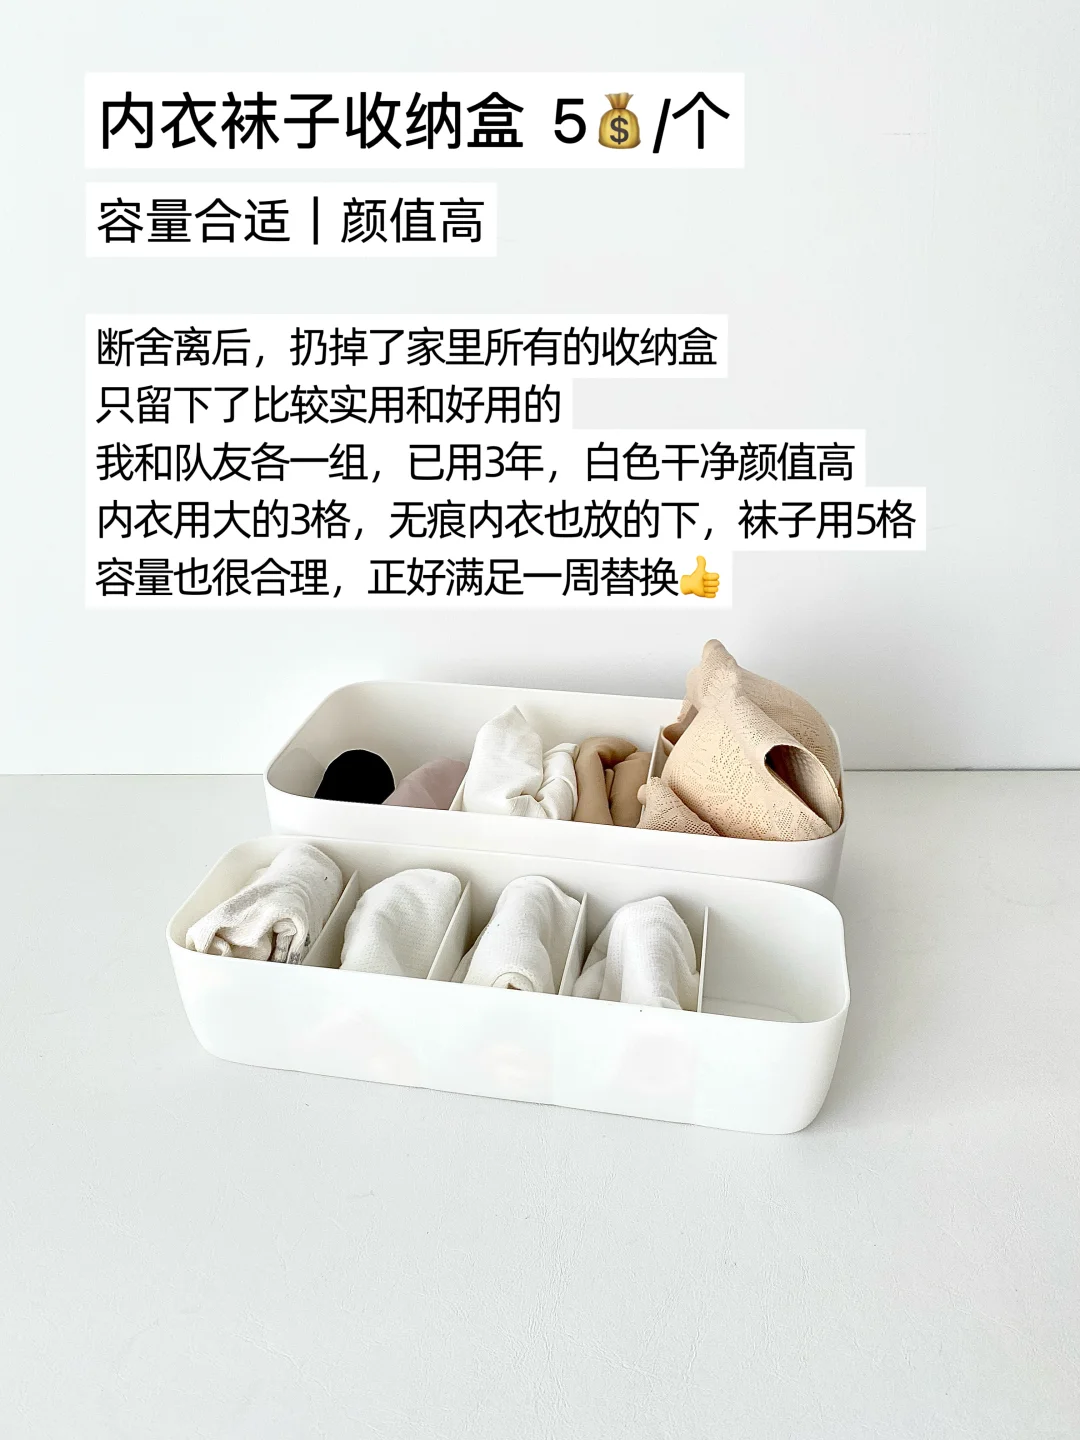 内衣袜子收纳盒 5💰/个
容量合适｜颜值高
断舍离后，扔掉了家里所有的收纳盒
只留下了比较实用和好用的
我和队友各一组，已用3年，白色干净颜值高
内衣用大的3格，无痕内衣也放的下，袜子用5格
容量也很合理，正好满足一周替换👍